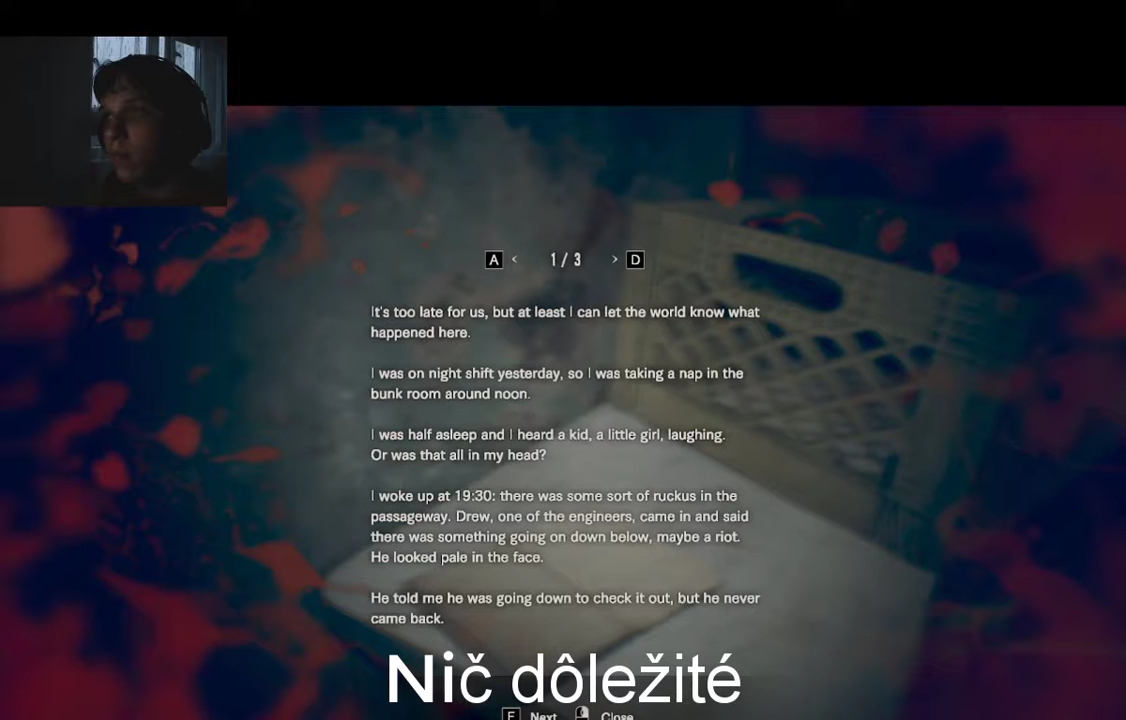 A < 1 / 3 > D
It's too late for us, but at least I can let the world know what
happened here.
I was on night shift yesterday, so I was taking a nap in the
bunk room around noon.
I was half asleep and I heard a kid, a little girl, laughing.
Or was that all in my head?
I woke up at 19:30: there was some sort of ruckus in the
passageway. Drew, one of the engineers, came in and said
there was something going on down below, maybe a riot.
He looked pale in the face.
He told me he was going down to check it out, but he never
came back.
Nič dôležité
F Next Close